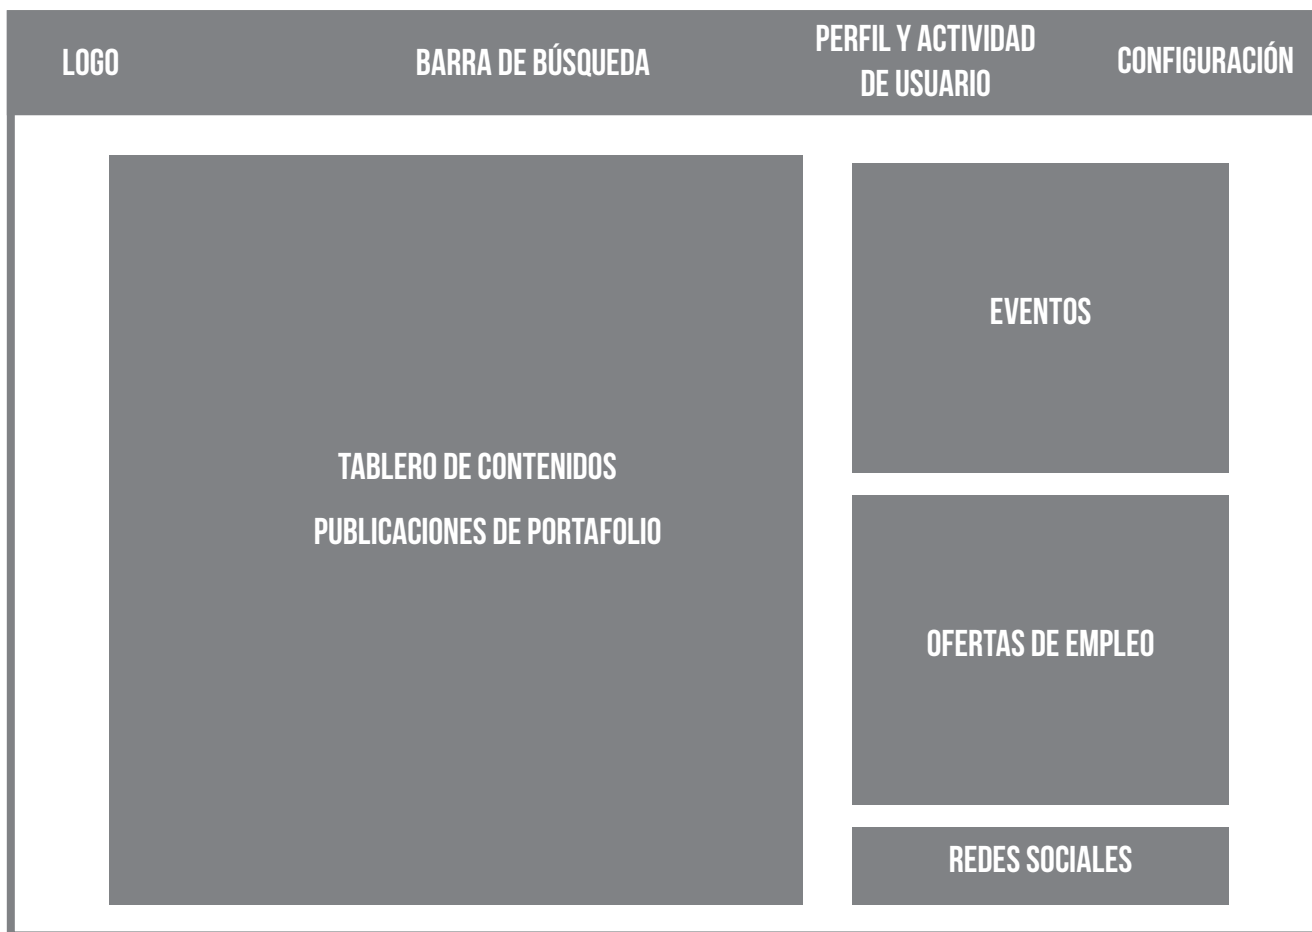 LOGO
BARRA DE BÚSQUEDA
PERFIL Y ACTIVIDAD
DE USUARIO
CONFIGURACIÓN
TABLERO DE CONTENIDOS
PUBLICACIONES DE PORTAFOLIO
EVENTOS
OFERTAS DE EMPLEO
REDES SOCIALES